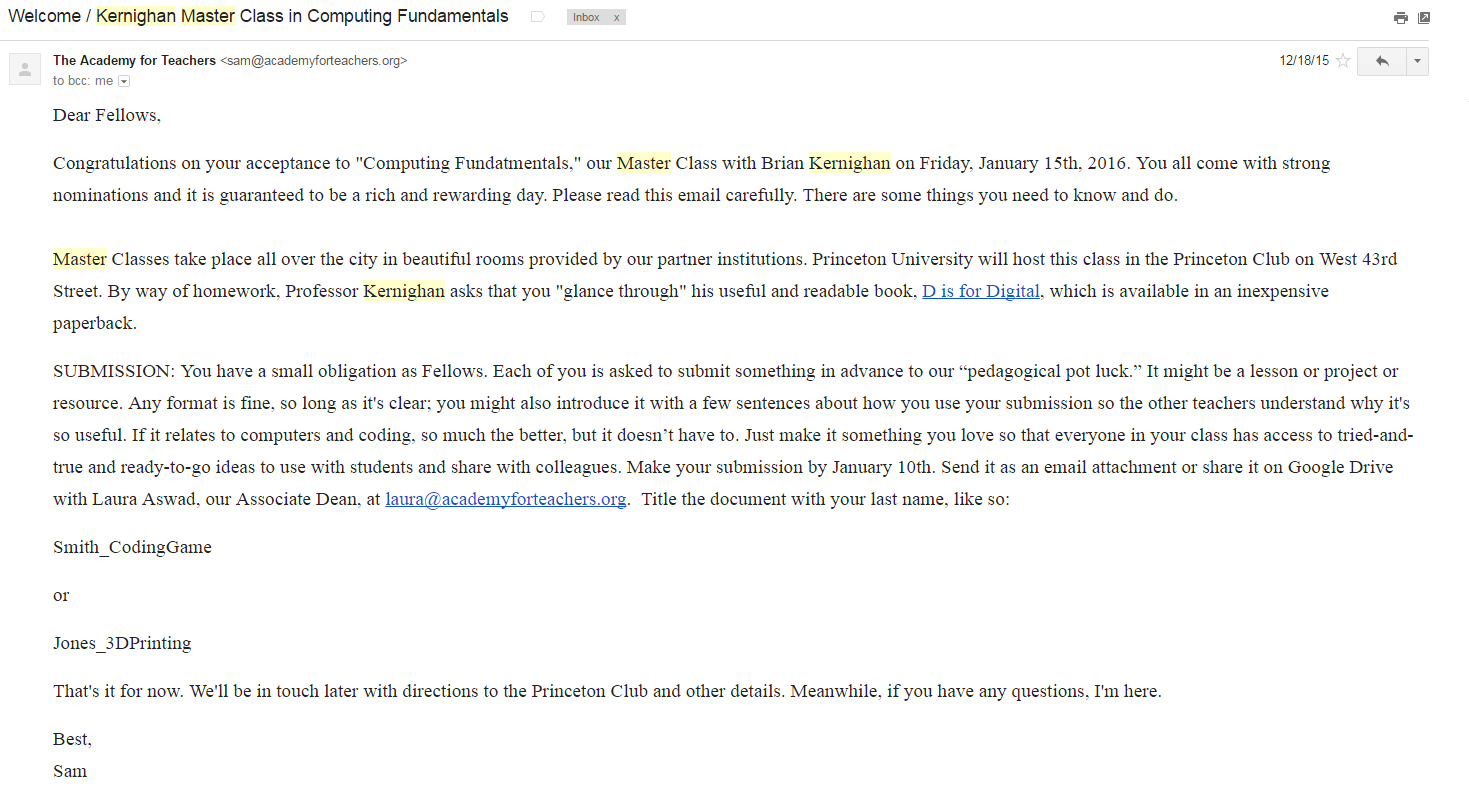 Welcome / Kernighan Master Class in Computing Fundamentals
Inbox x
The Academy for Teachers <sam@academyforteachers.org>
12/18/15
to bcc: me
Dear Fellows,
Congratulations on your acceptance to "Computing Fundatmentals," our Master Class with Brian Kernighan on Friday, January 15th, 2016. You all come with strong
nominations and it is guaranteed to be a rich and rewarding day. Please read this email carefully. There are some things you need to know and do.
Master Classes take place all over the city in beautiful rooms provided by our partner institutions. Princeton University will host this class in the Princeton Club on West 43rd
Street. By way of homework, Professor Kernighan asks that you "glance through" his useful and readable book, D is for Digital, which is available in an inexpensive
paperback.
SUBMISSION: You have a small obligation as Fellows. Each of you is asked to submit something in advance to our “pedagogical pot luck.” It might be a lesson or project or
resource. Any format is fine, so long as it's clear; you might also introduce it with a few sentences about how you use your submission so the other teachers understand why it's
so useful. If it relates to computers and coding, so much the better, but it doesn’t have to. Just make it something you love so that everyone in your class has access to tried-and-
true and ready-to-go ideas to use with students and share with colleagues. Make your submission by January 10th. Send it as an email attachment or share it on Google Drive
with Laura Aswad, our Associate Dean, at laura@academyforteachers.org.  Title the document with your last name, like so:
Smith_CodingGame
or
Jones_3DPrinting
That's it for now. We'll be in touch later with directions to the Princeton Club and other details. Meanwhile, if you have any questions, I'm here.
Best,
Sam